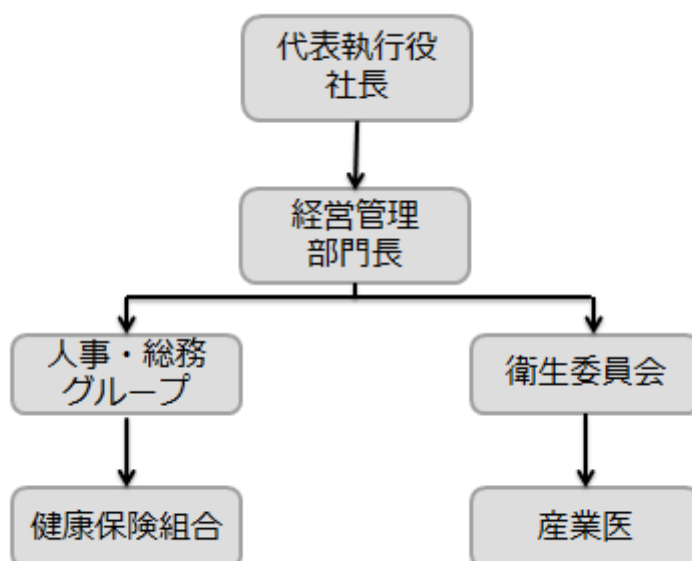 代表執行役
社長
経営管理
部門長
人事・総務
グループ
衛生委員会
健康保険組合
産業医